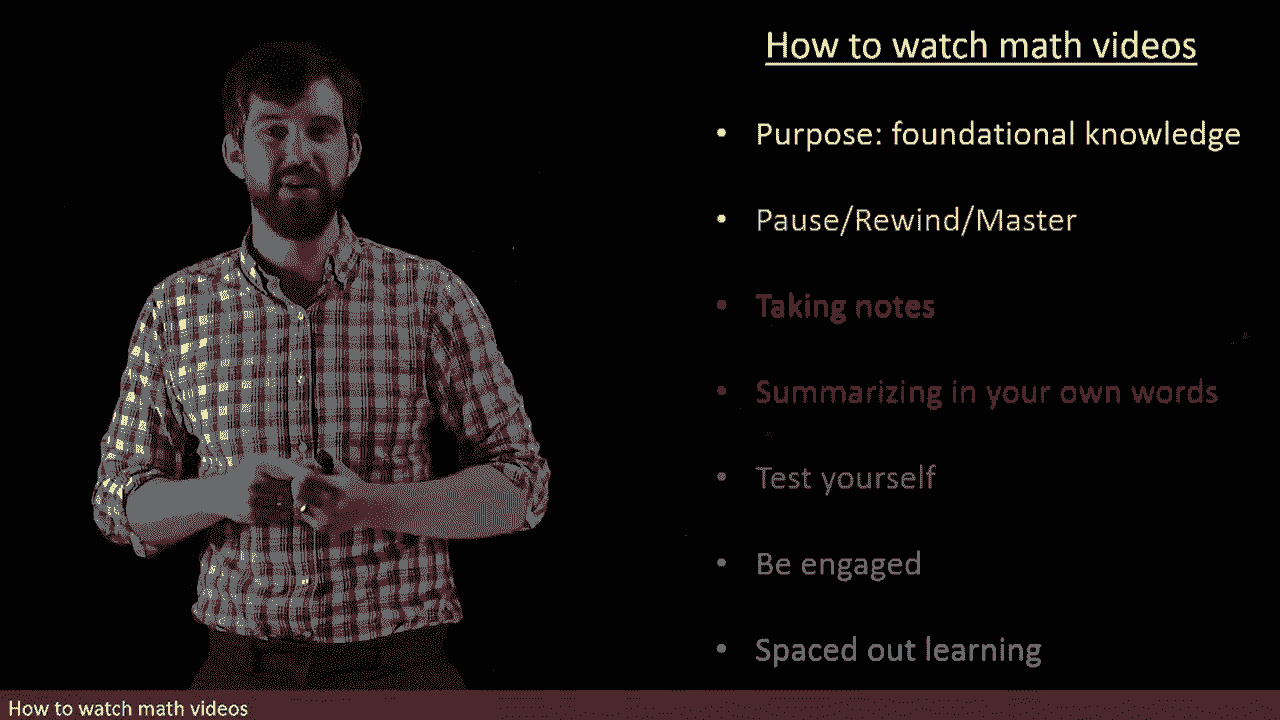 How to watch math videos
• Purpose: foundational knowledge
• Pause/Rewind/Master
• Taking notes
• Summarizing in your own words
• Test yourself
• Be engaged
• Spaced out learning
How to watch math videos